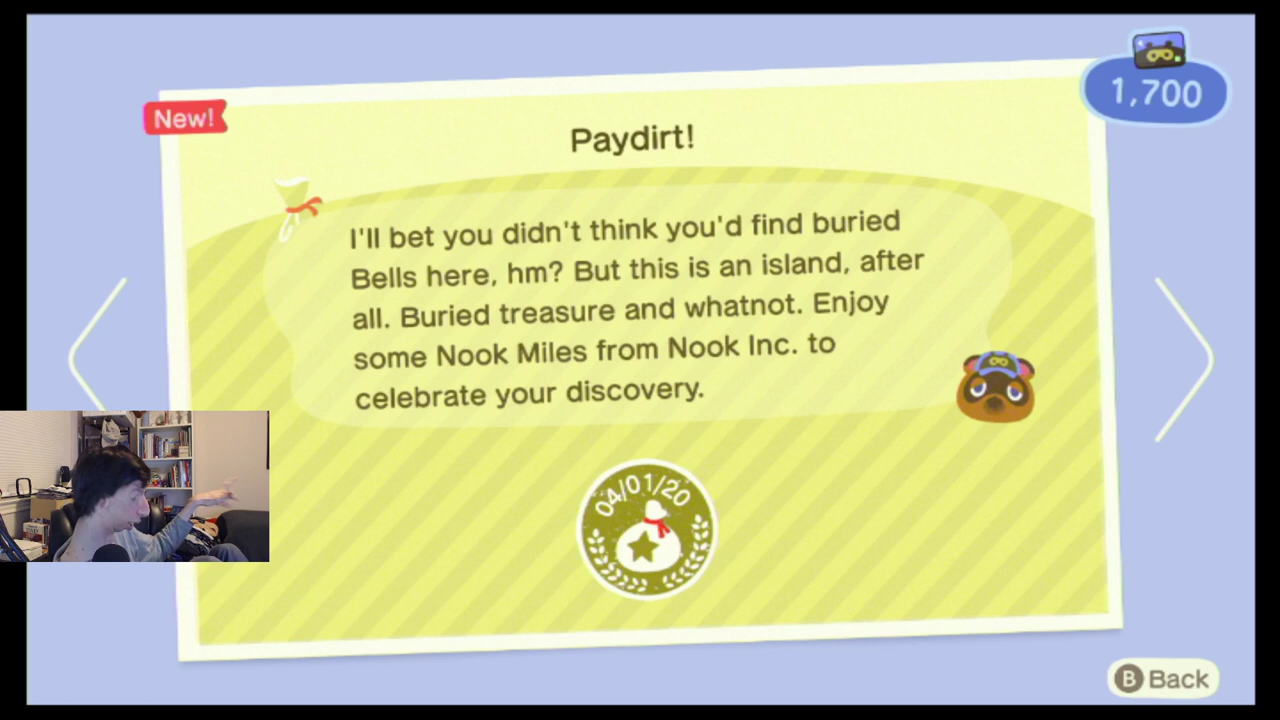 1,700
New!
Paydirt!
I'll bet you didn't think you'd find buried
Bells here, hm? But this is an island, after
all. Buried treasure and whatnot. Enjoy
some Nook Miles from Nook Inc. to
celebrate your discovery.
04/01/20
B Back